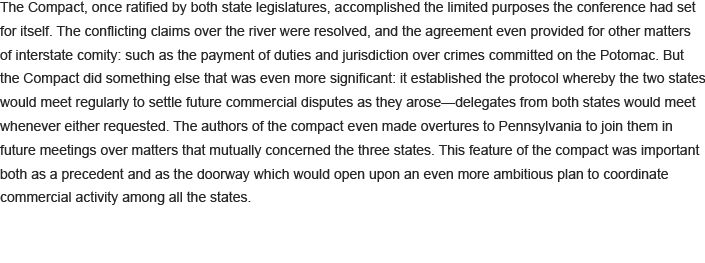 The Compact, once ratified by both state legislatures, accomplished the limited purposes the conference had set
for itself. The conflicting claims over the river were resolved, and the agreement even provided for other matters
of interstate comity: such as the payment of duties and jurisdiction over crimes committed on the Potomac. But
the Compact did something else that was even more significant: it established the protocol whereby the two states
would meet regularly to settle future commercial disputes as they arose—delegates from both states would meet
whenever either requested. The authors of the compact even made overtures to Pennsylvania to join them in
future meetings over matters that mutually concerned the three states. This feature of the compact was important
both as a precedent and as the doorway which would open upon an even more ambitious plan to coordinate
commercial activity among all the states.